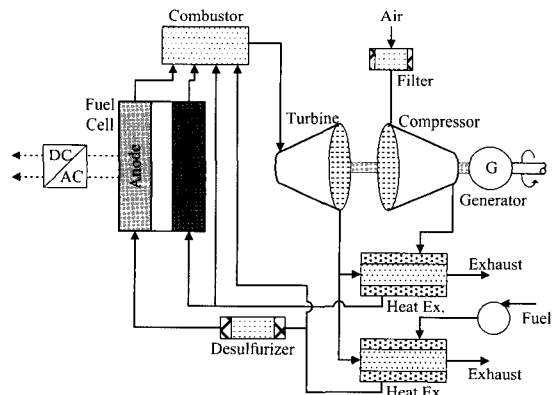 Combustor
Air
Filter
Fuel
Cell
Turbine
Compressor
DC
AC
Anode
G
Generator
Exhaust
Heat Ex.
Fuel
Desulfurizer
Exhaust
Heat Ex.